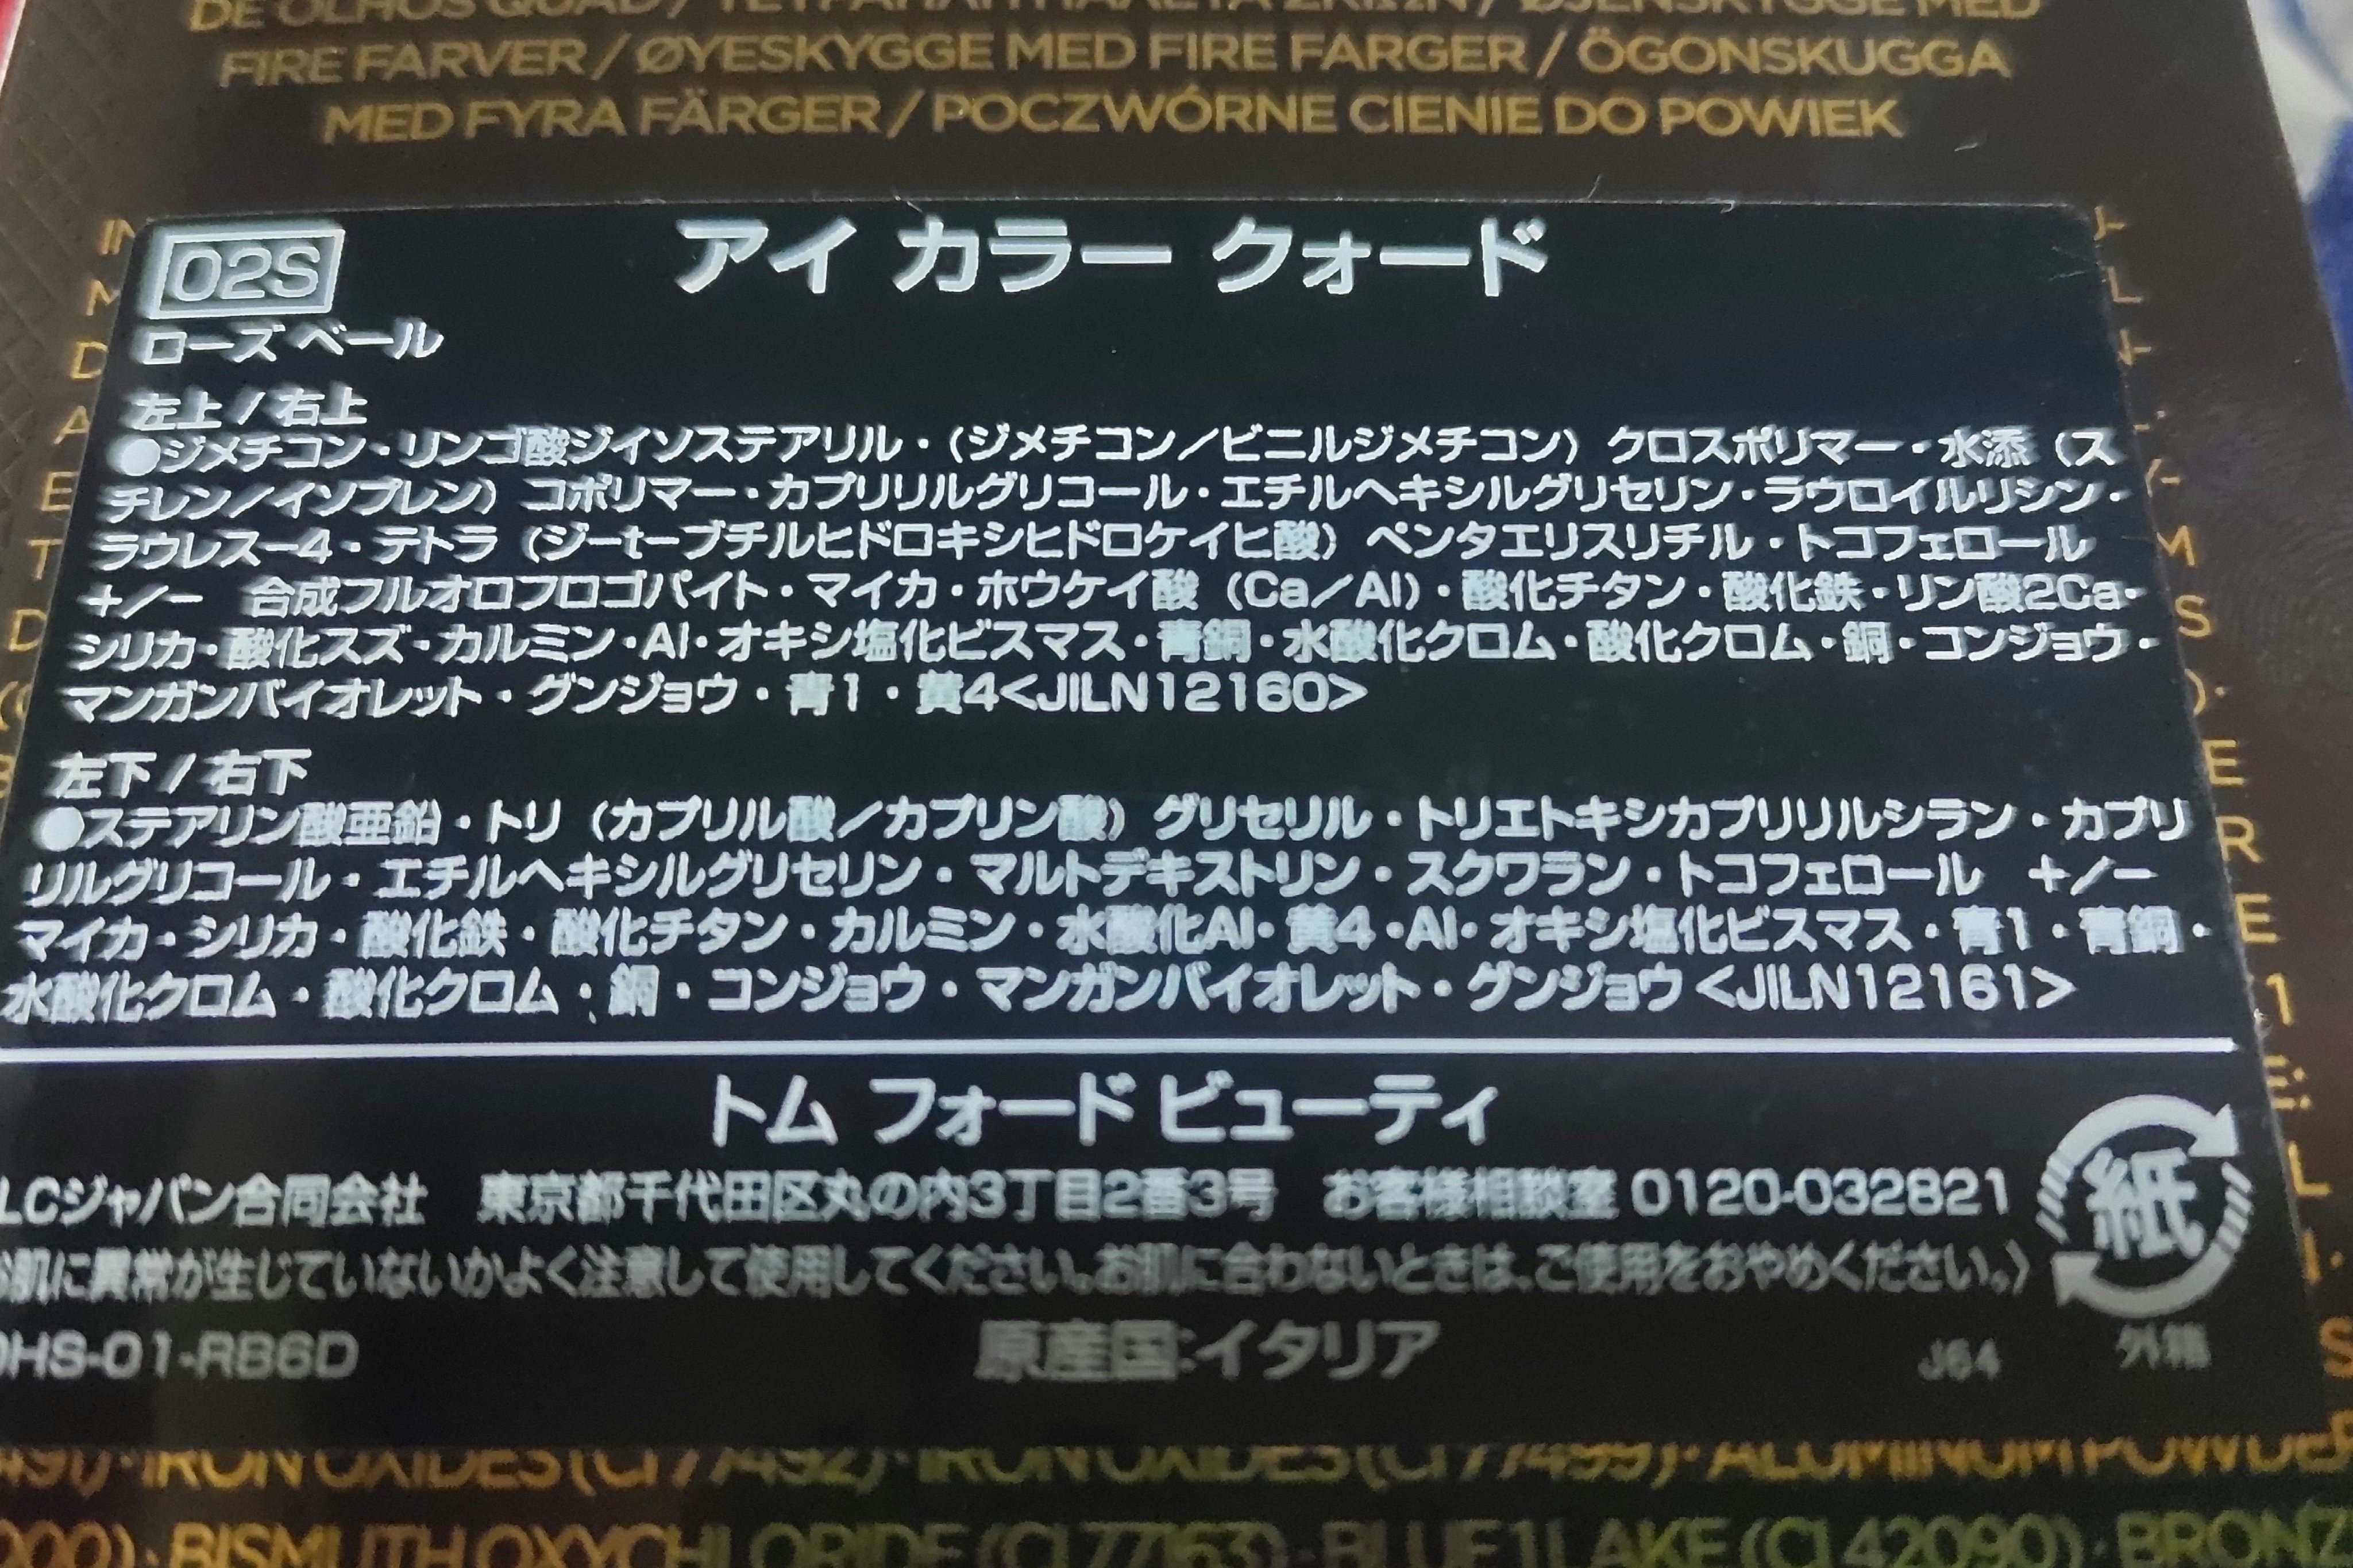 FIRE FARVER / ØYESKYGGE MED FIRE FARGER / ÖGONSKUGGA
MED FYRA FÄRGER / POCZWÓRNE CIENIE DO POWIEK
02S
アイ カラー クォード
ローズ ベール
左上 / 右上
●ジメチコン・リンゴ酸ジイソステアリル・(ジメチコン／ビニルジメチコン) クロスポリマー・水添 (ス
チレン／イソプレン) コポリマー・カプリリルグリコール・エチルヘキシルグリセリン・ラウロイルリシン・
ラウレス－4・テトラ (ジ－t－ブチルヒドロキシヒドロケイヒ酸) ペンタエリスリチル・トコフェロール
＋／－ 合成フルオロフロゴパイト・マイカ・ホウケイ酸 (Ca／Al)・酸化チタン・酸化鉄・リン酸2Ca・
シリカ・酸化スズ・カルミン・Al・オキシ塩化ビスマス・青銅・水酸化クロム・酸化クロム・銅・コンジョウ・
マンガンバイオレット・グンジョウ・青1・黄4<JILN12160>
左下 / 右下
●ステアリン酸亜鉛・トリ (カプリル酸／カプリン酸) グリセリル・トリエトキシカプリリルシラン・カプリ
リルグリコール・エチルヘキシルグリセリン・マルトデキストリン・スクワラン・トコフェロール ＋／－
マイカ・シリカ・酸化鉄・酸化チタン・カルミン・水酸化Al・黄4・Al・オキシ塩化ビスマス・青1・青銅・
水酸化クロム・酸化クロム・銅・コンジョウ・マンガンバイオレット・グンジョウ<JILN12161>
トム フォード ビューティ
LCジャパン合同会社 東京都千代田区丸の内3丁目2番3号 お客様相談室 0120-032821
お肌に異常が生じていないかよく注意して使用してください。お肌に合わないときは、ご使用をおやめください。〉
紙
外箱
HS-01-RB6D
原産国:イタリア
J64
491)・IRON OXIDES (CI 77492)・IRON OXIDES (CI 77499)・ALUMINUM POWDER
000)・BISMUTH OXYCHLORIDE (CI 77163)・BLUE 1 LAKE (CI 42090)・BRONZ